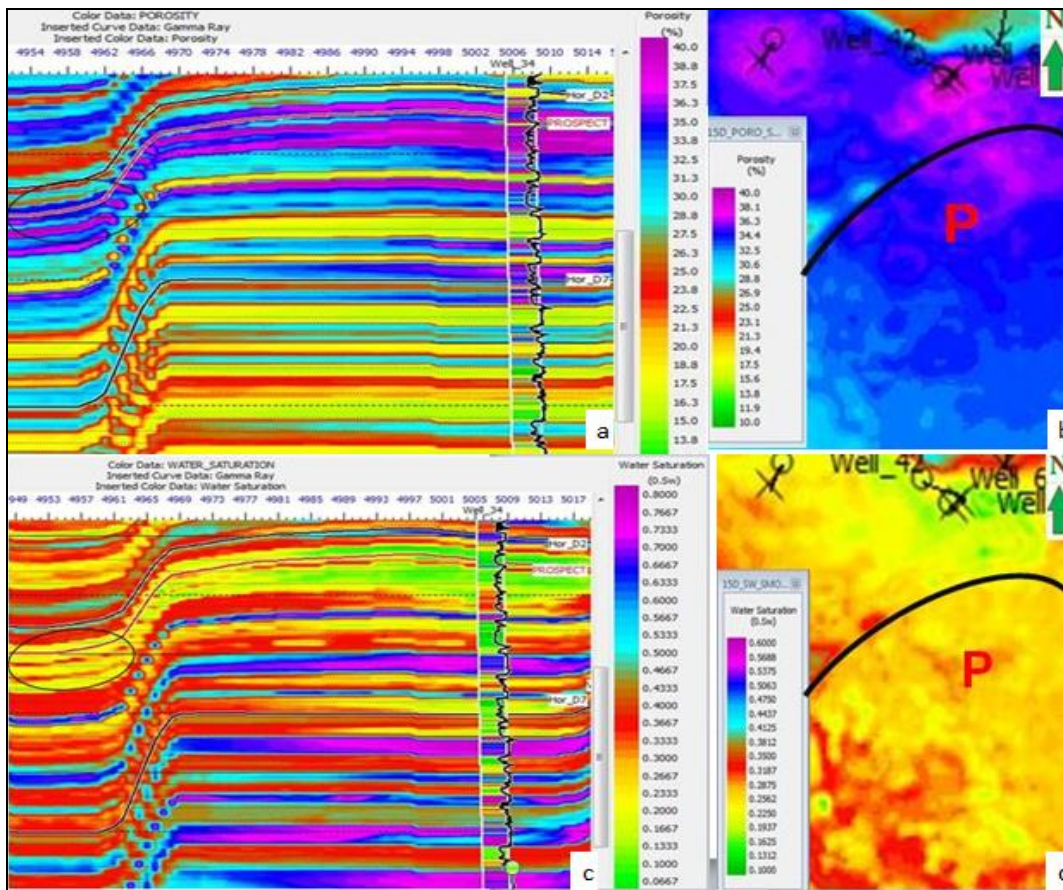 Color Data: POROSITY
Inserted Curve Data: Gamma Ray
Inserted Color Data: Porosity
4954 4958 4962 4966 4970 4976 4982 4990 4996 5002 5006 5010 5014
Well_34
Hor_D2
PROSPECT
Hor_D7
a
Porosity
(%)
40.0
38.8
37.5
36.3
35.0
33.8
32.5
31.3
30.0
28.8
27.5
26.3
25.0
23.8
22.5
21.3
20.0
18.8
17.5
16.3
15.0
13.8
Well_42
Well_6
Well
N
15D_PORO_S...
Porosity
(%)
40.0
38.1
36.3
34.4
32.5
30.6
28.8
26.9
25.0
23.1
21.3
19.4
17.5
15.6
13.8
11.9
10.0
P
b
Color Data: WATER_SATURATION
Inserted Curve Data: Gamma Ray
Inserted Color Data: Water Saturation
4953 4957 4961 4965 4969 4979 4985 4993 5001 5005 5009 5013 5017
Well_34
Hor_D2
PROSPECT
Hor_D7
c
Water Saturation
(0.Sw)
0.8000
0.7667
0.7333
0.7000
0.6667
0.6333
0.6000
0.5667
0.5333
0.5000
0.4667
0.4333
0.4000
0.3667
0.3333
0.3000
0.2667
0.2333
0.2000
0.1667
0.1333
0.1000
0.0667
Well_42
Well_6
Well
N
15D_SW_SMO...
Water Saturation
(0.Sw)
0.6000
0.5688
0.5375
0.5063
0.4750
0.4437
0.4125
0.3812
0.3500
0.3187
0.2875
0.2562
0.2250
0.1937
0.1625
0.1312
0.1000
P